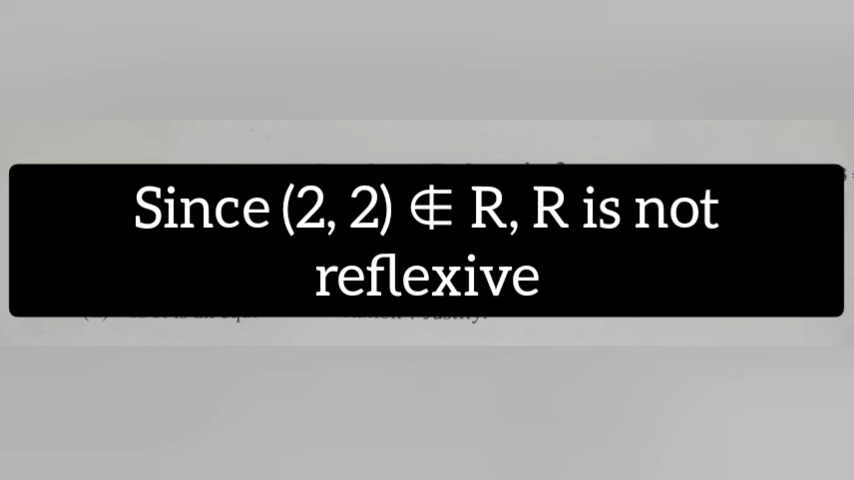 Since (2, 2) ∉ R, R is not
reflexive